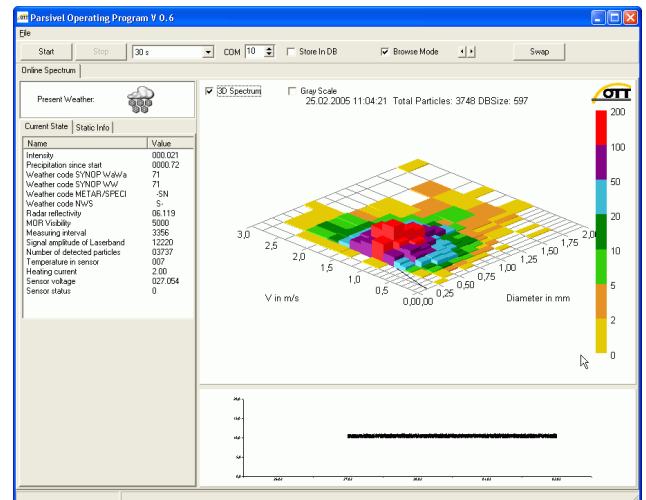 OTT Parsivel Operating Program V 0.6
File
Start Stop 30 s COM 10 Store In DB Browse Mode Swap
Online Spectrum
Present Weather:
3D Spectrum Gray Scale
25.02.2005 11:04:21 Total Particles: 3748 DBSize: 597
OTT
Current State Static Info
Name Value
Intensity 000.021
Precipitation since start 0000.72
Weather code SYNOP WaWa 71
Weather code SYNOP WW 71
Weather code METAR/SPECI -SN
Weather code NWS S-
Radar reflectivity 06.119
MOR Visibility 5000
Measuring interval 3356
Signal amplitude of Laserband 12220
Number of detected particles 03737
Temperature in sensor 007
Heating current 2.00
Sensor voltage 027.054
Sensor status 0
200
100
50
20
10
5
2
0
3,0
2,5
2,0
1,5
1,0
0,5
0,00,00
0,25
0,50
0,75
1,00
1,25
1,50
1,75
2,0
V in m/s
Diameter in mm